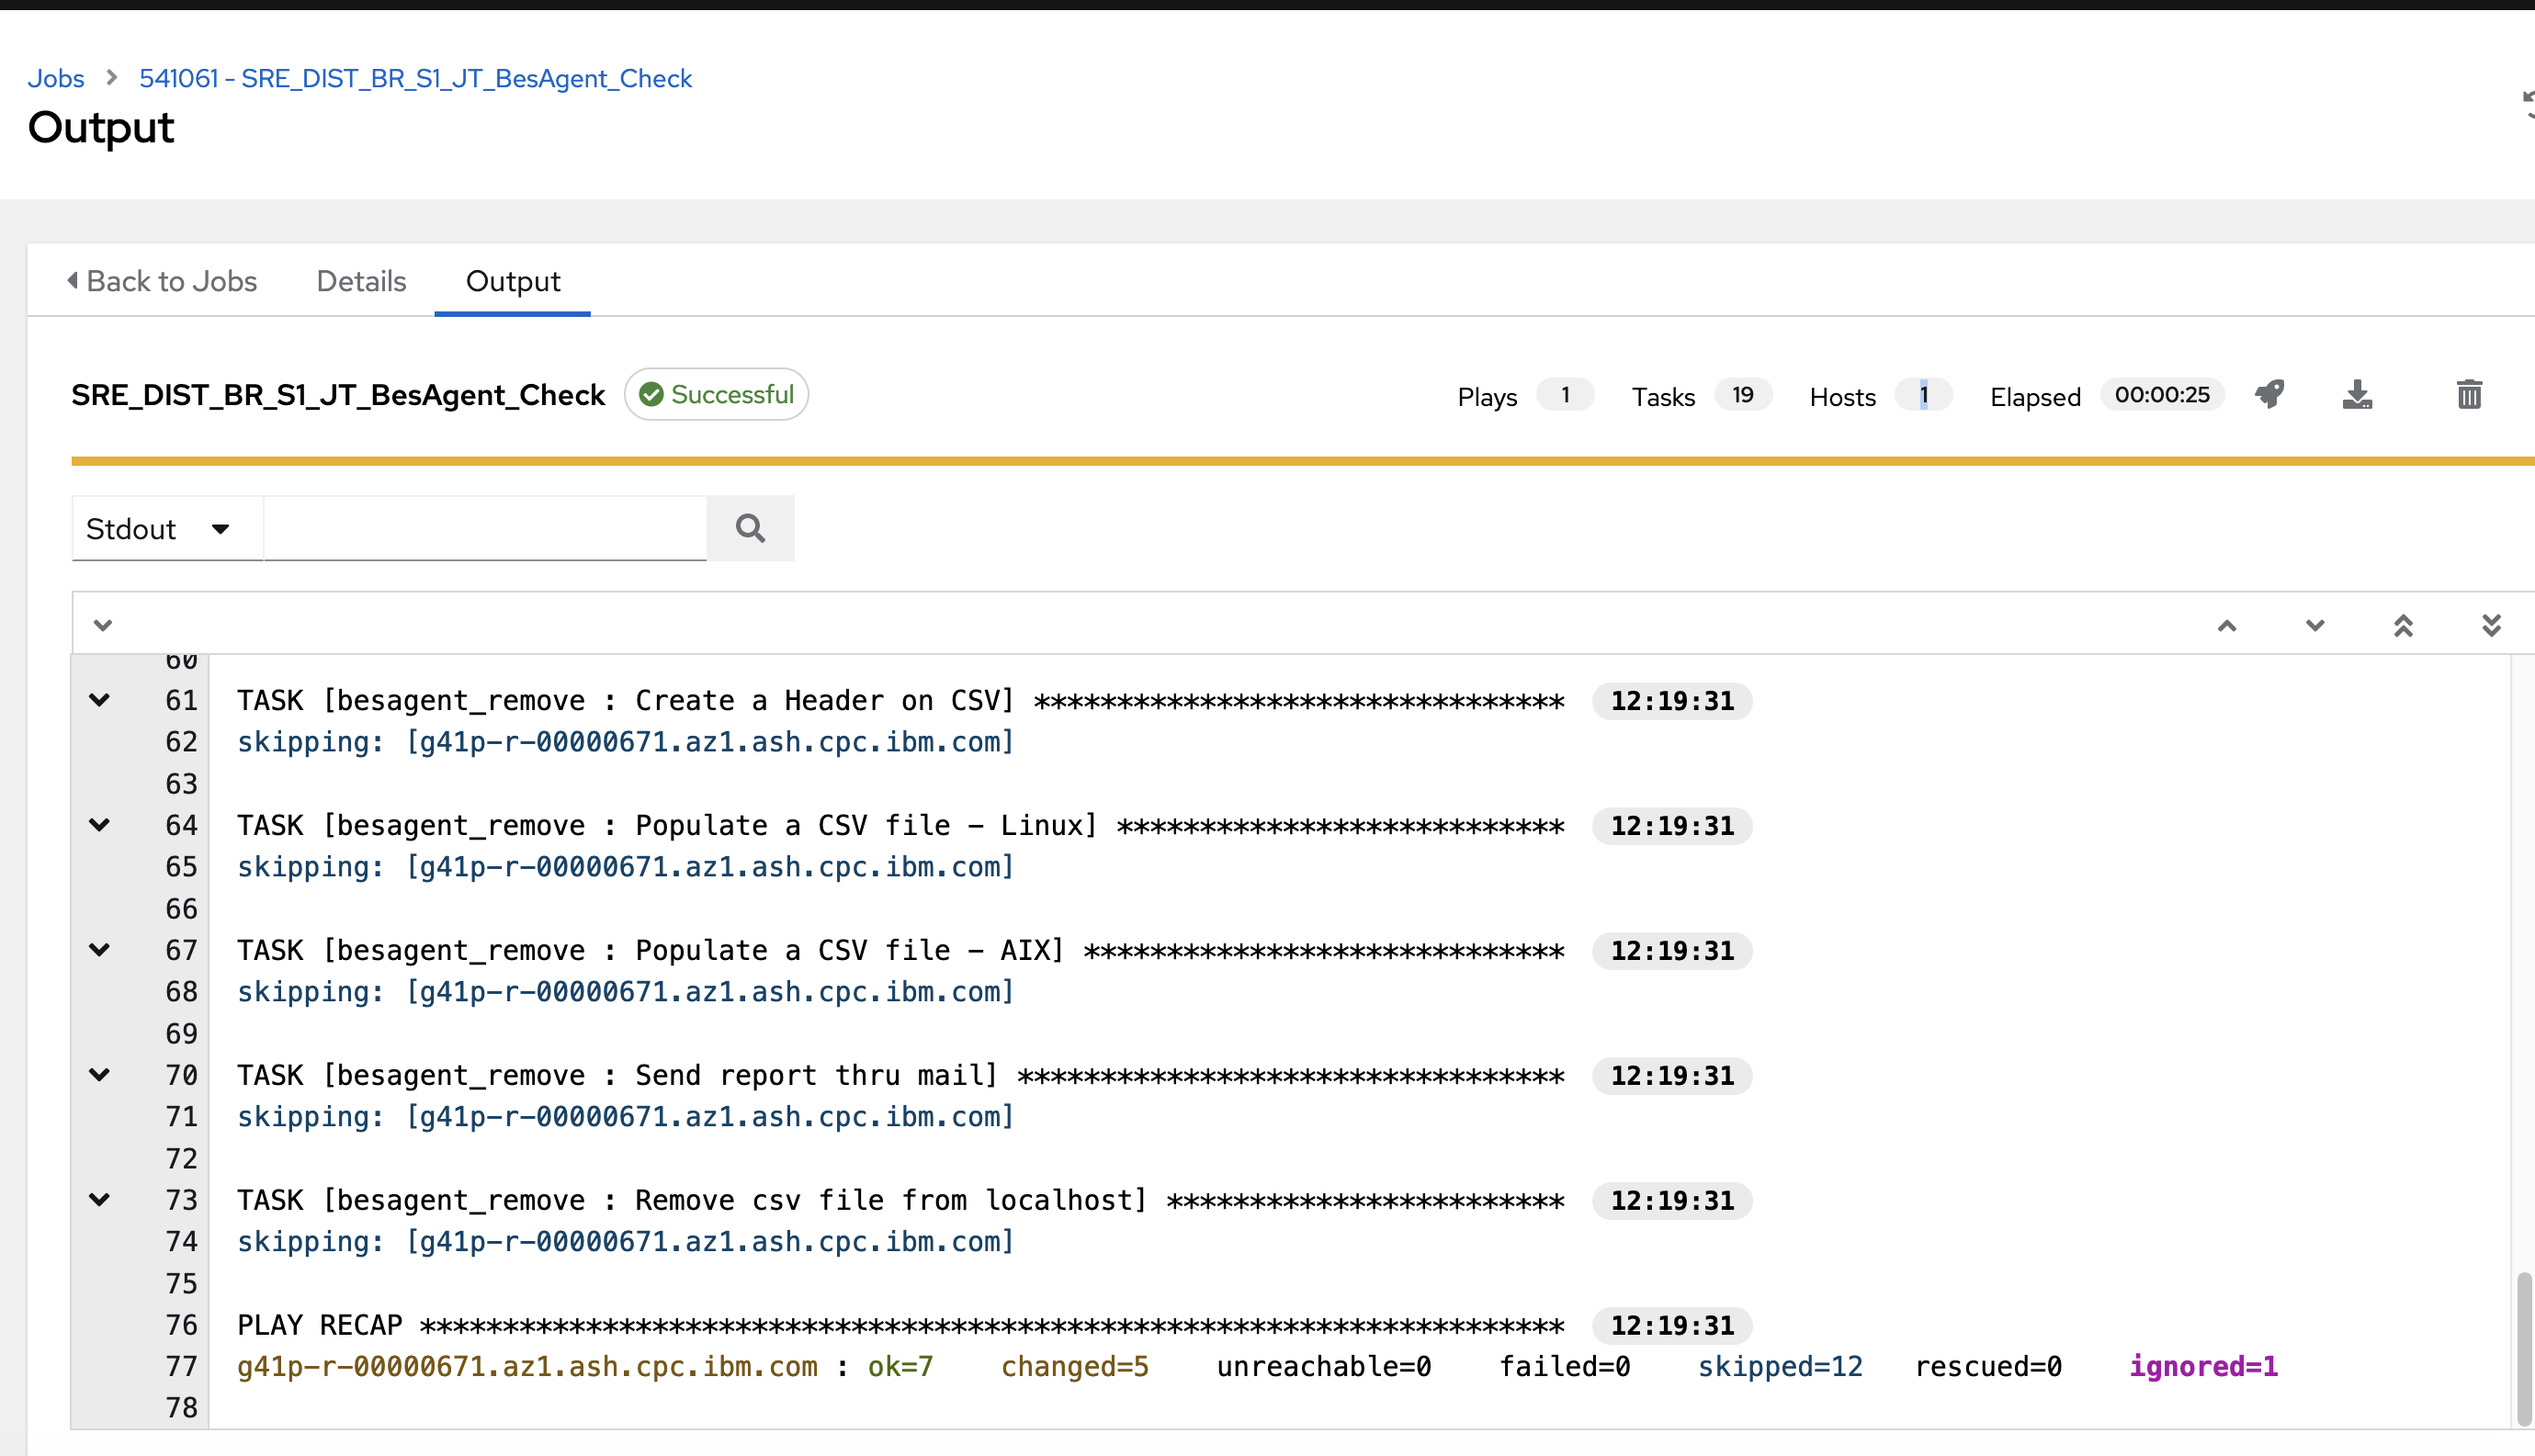 Jobs > 541061 - SRE_DIST_BR_S1_JT_BesAgent_Check
Output
Back to Jobs Details Output
SRE_DIST_BR_S1_JT_BesAgent_Check Successful Plays 1 Tasks 19 Hosts 1 Elapsed 00:00:25
Stdout
60
61 TASK [besagent_remove : Create a Header on CSV] ******************************** 12:19:31
62 skipping: [g41p-r-00000671.az1.ash.cpc.ibm.com]
63
64 TASK [besagent_remove : Populate a CSV file - Linux] *************************** 12:19:31
65 skipping: [g41p-r-00000671.az1.ash.cpc.ibm.com]
66
67 TASK [besagent_remove : Populate a CSV file - AIX] ***************************** 12:19:31
68 skipping: [g41p-r-00000671.az1.ash.cpc.ibm.com]
69
70 TASK [besagent_remove : Send report thru mail] ********************************* 12:19:31
71 skipping: [g41p-r-00000671.az1.ash.cpc.ibm.com]
72
73 TASK [besagent_remove : Remove csv file from localhost] ************************ 12:19:31
74 skipping: [g41p-r-00000671.az1.ash.cpc.ibm.com]
75
76 PLAY RECAP ********************************************************************* 12:19:31
77 g41p-r-00000671.az1.ash.cpc.ibm.com : ok=7 changed=5 unreachable=0 failed=0 skipped=12 rescued=0 ignored=1
78